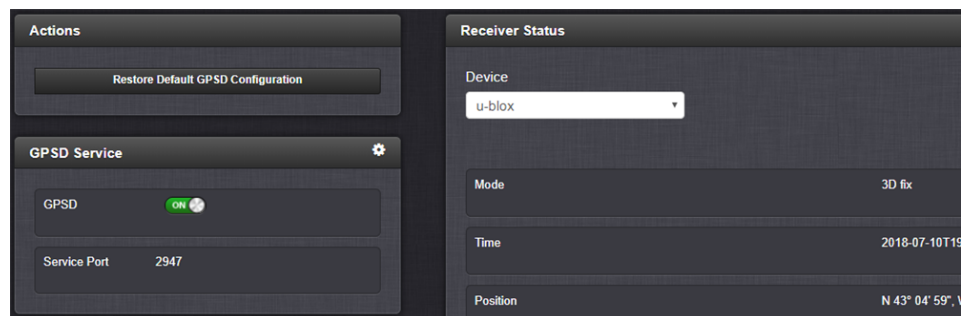 Actions
Restore Default GPSD Configuration
GPSD Service
GPSD ON
Service Port 2947
Receiver Status
Device
u-blox
Mode 3D fix
Time 2018-07-10T19
Position N 43° 04' 59",